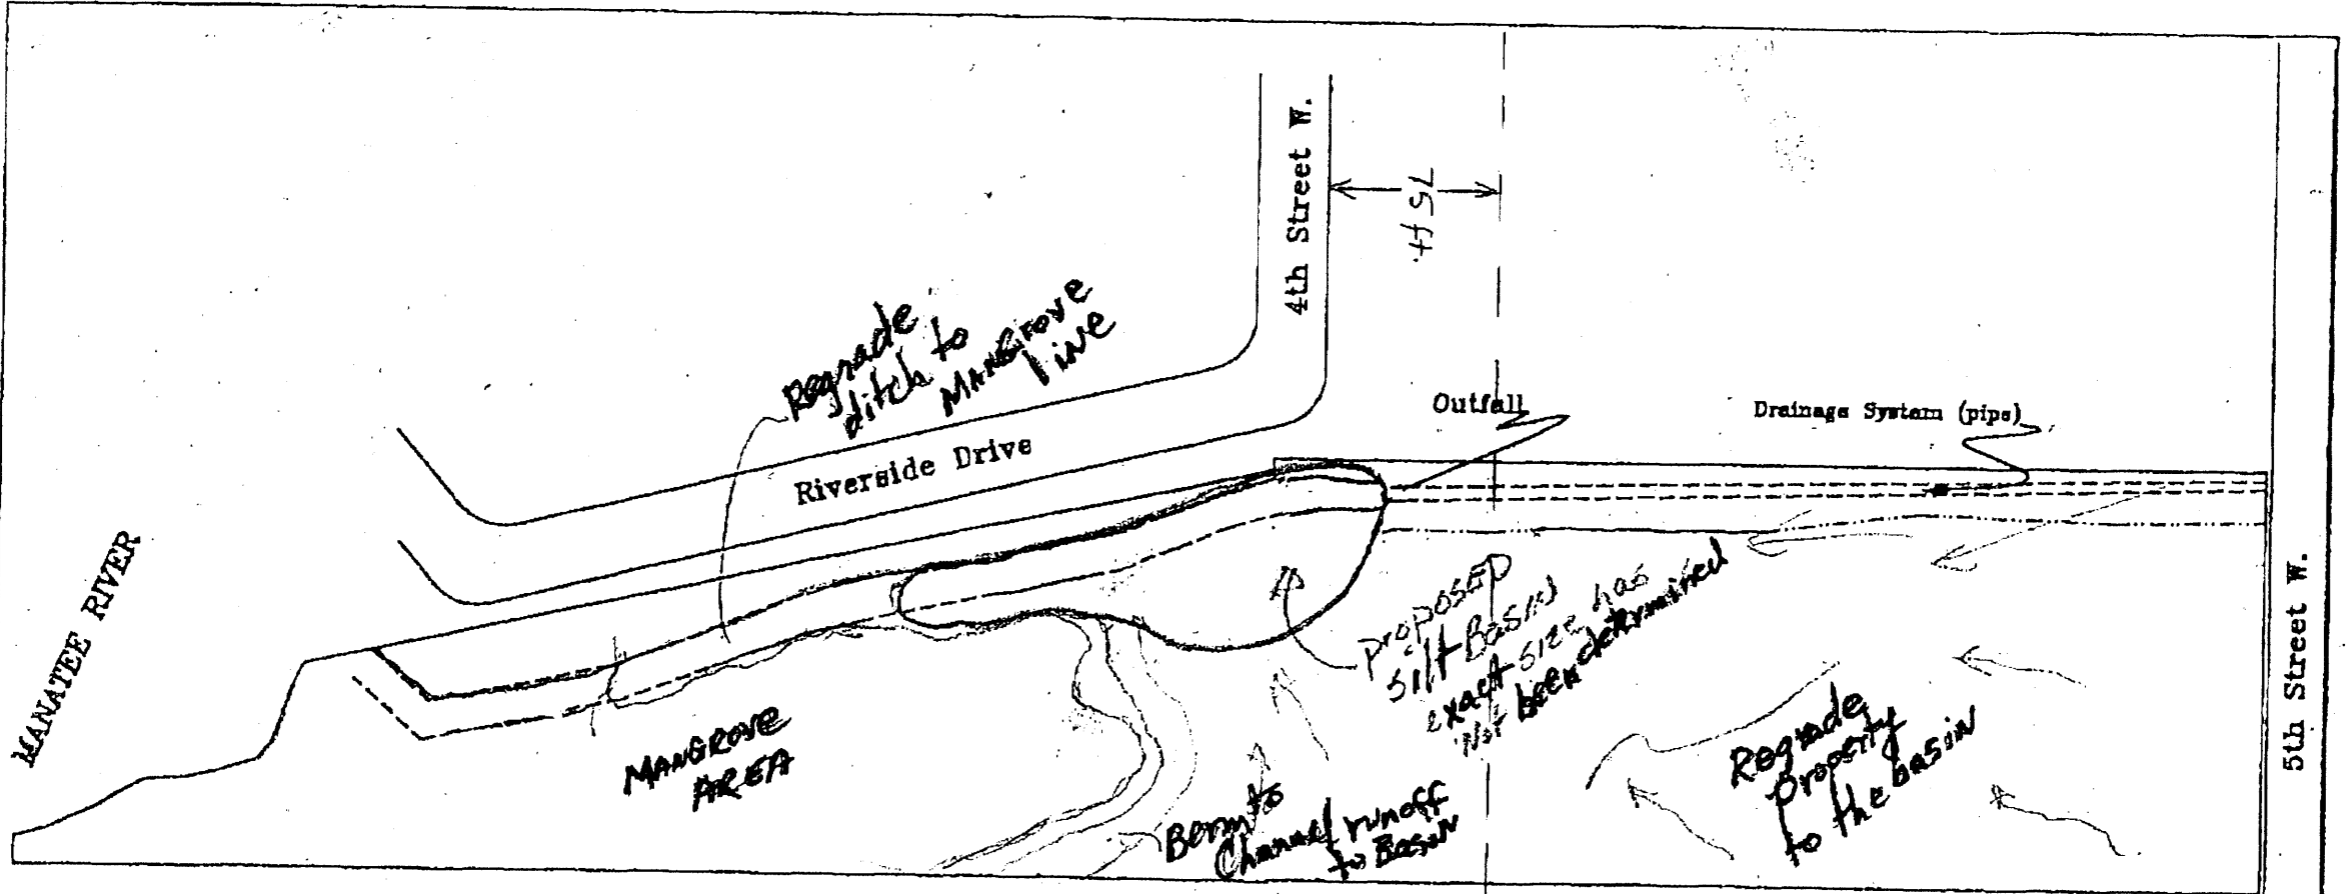 4th Street W.
75 ft.
Regrade
ditch to
MANGROVE
line
Outfall
Drainage System (pipe)
Riverside Drive
MANATEE RIVER
PROPOSED
Silt BASIN
exact size has
Not been determined
5th Street W.
MANGROVE
AREA
Regrade
Property
to the basin
Berm to
Channel runoff
to BASIN